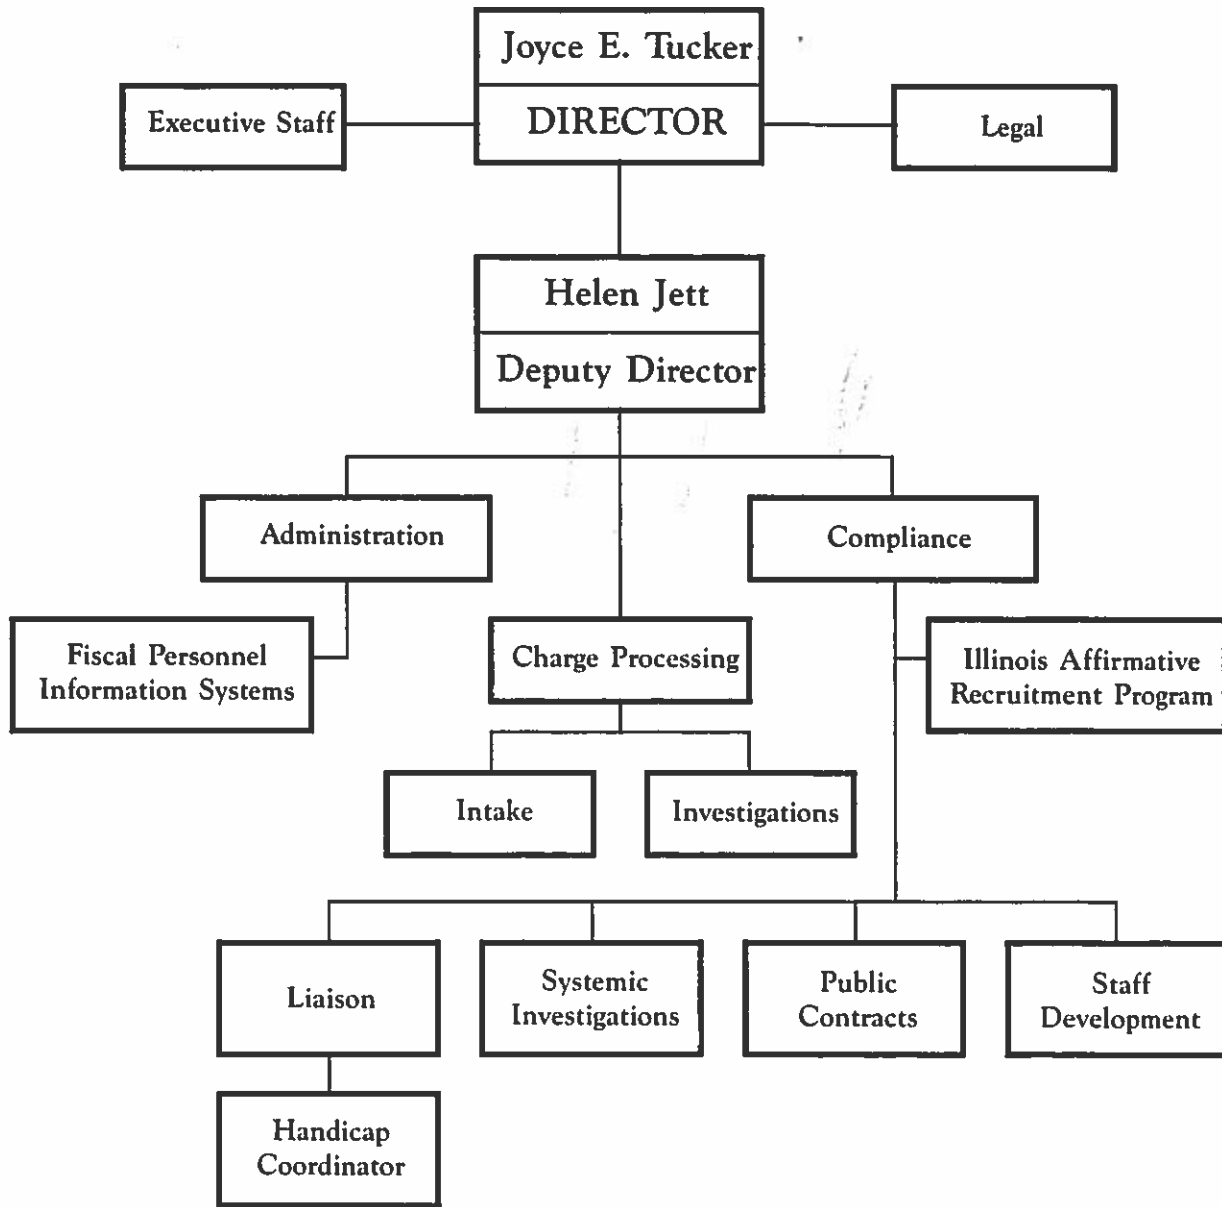 Joyce E. Tucker
DIRECTOR
Executive Staff
Legal
Helen Jett
Deputy Director
Administration
Compliance
Fiscal Personnel
Information Systems
Charge Processing
Illinois Affirmative
Recruitment Program
Intake
Investigations
Liaison
Systemic
Investigations
Public
Contracts
Staff
Development
Handicap
Coordinator